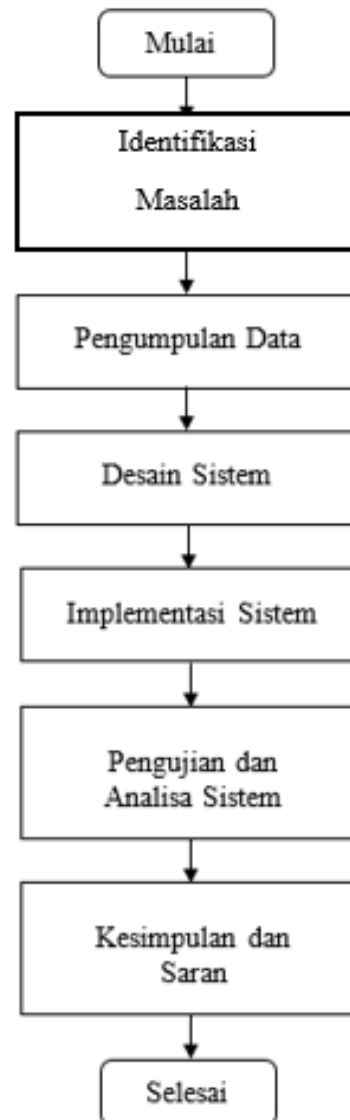 Mulai
Identifikasi
Masalah
Pengumpulan Data
Desain Sistem
Implementasi Sistem
Pengujian dan
Analisa Sistem
Kesimpulan dan
Saran
Selesai